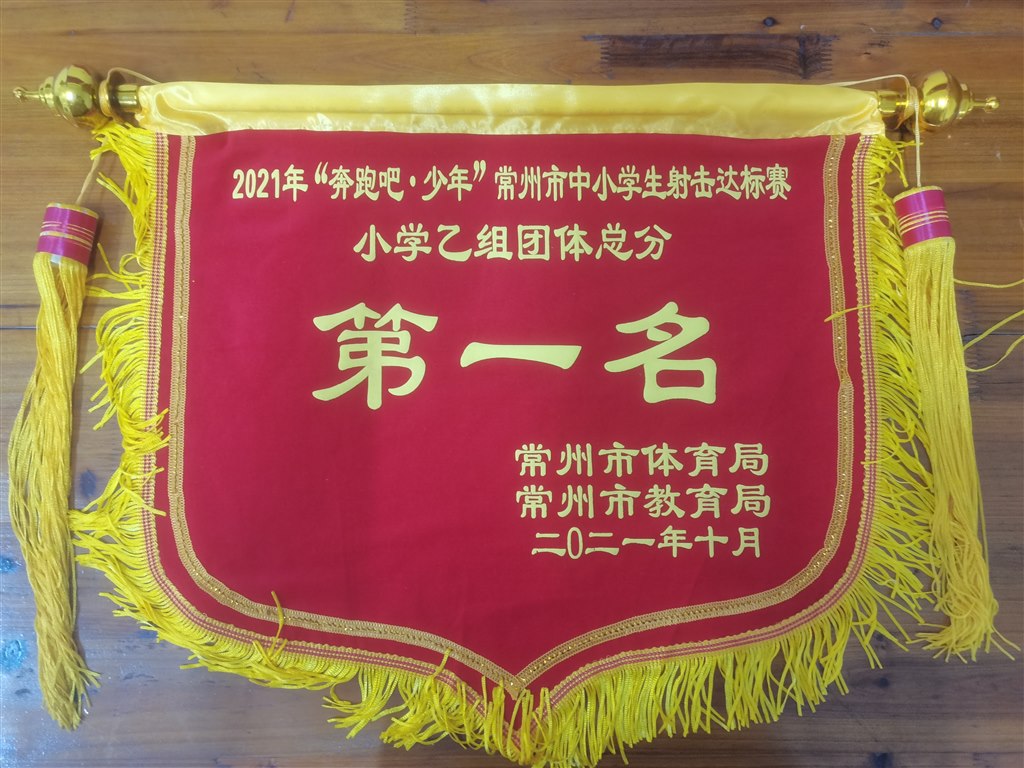 2021年“奔跑吧·少年”常州市中小学生射击达标赛
小学乙组团体总分
第一名
常州市体育局
常州市教育局
二〇二一年十月